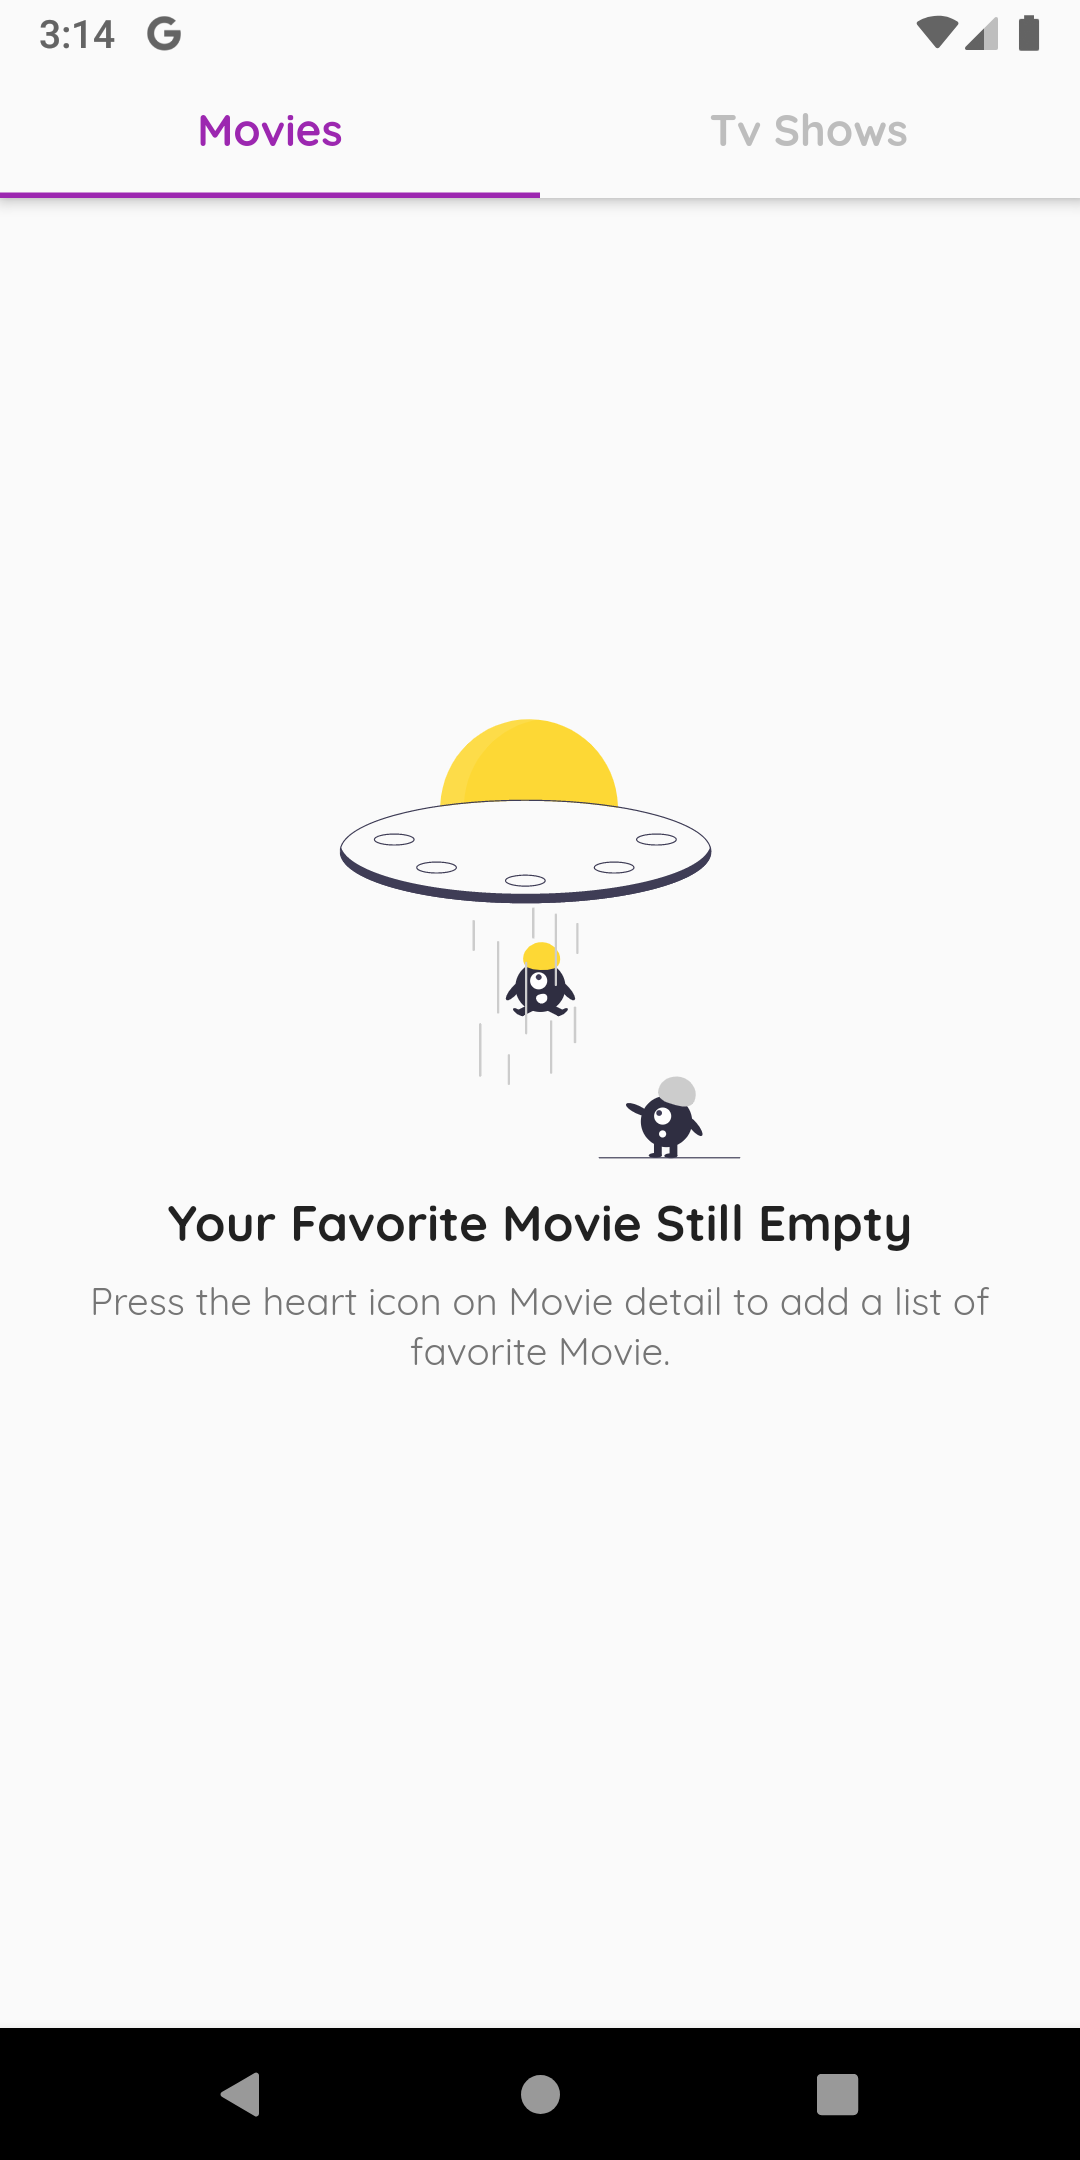 3:14
Movies
Tv Shows
Your Favorite Movie Still Empty
Press the heart icon on Movie detail to add a list of
favorite Movie.